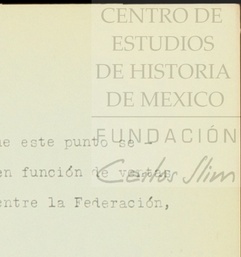 CENTRO DE
ESTUDIOS
DE HISTORIA
DE MEXICO
FUNDACIÓN
Carlos Slim
este punto se -
en función de ventas
entre la Federación,